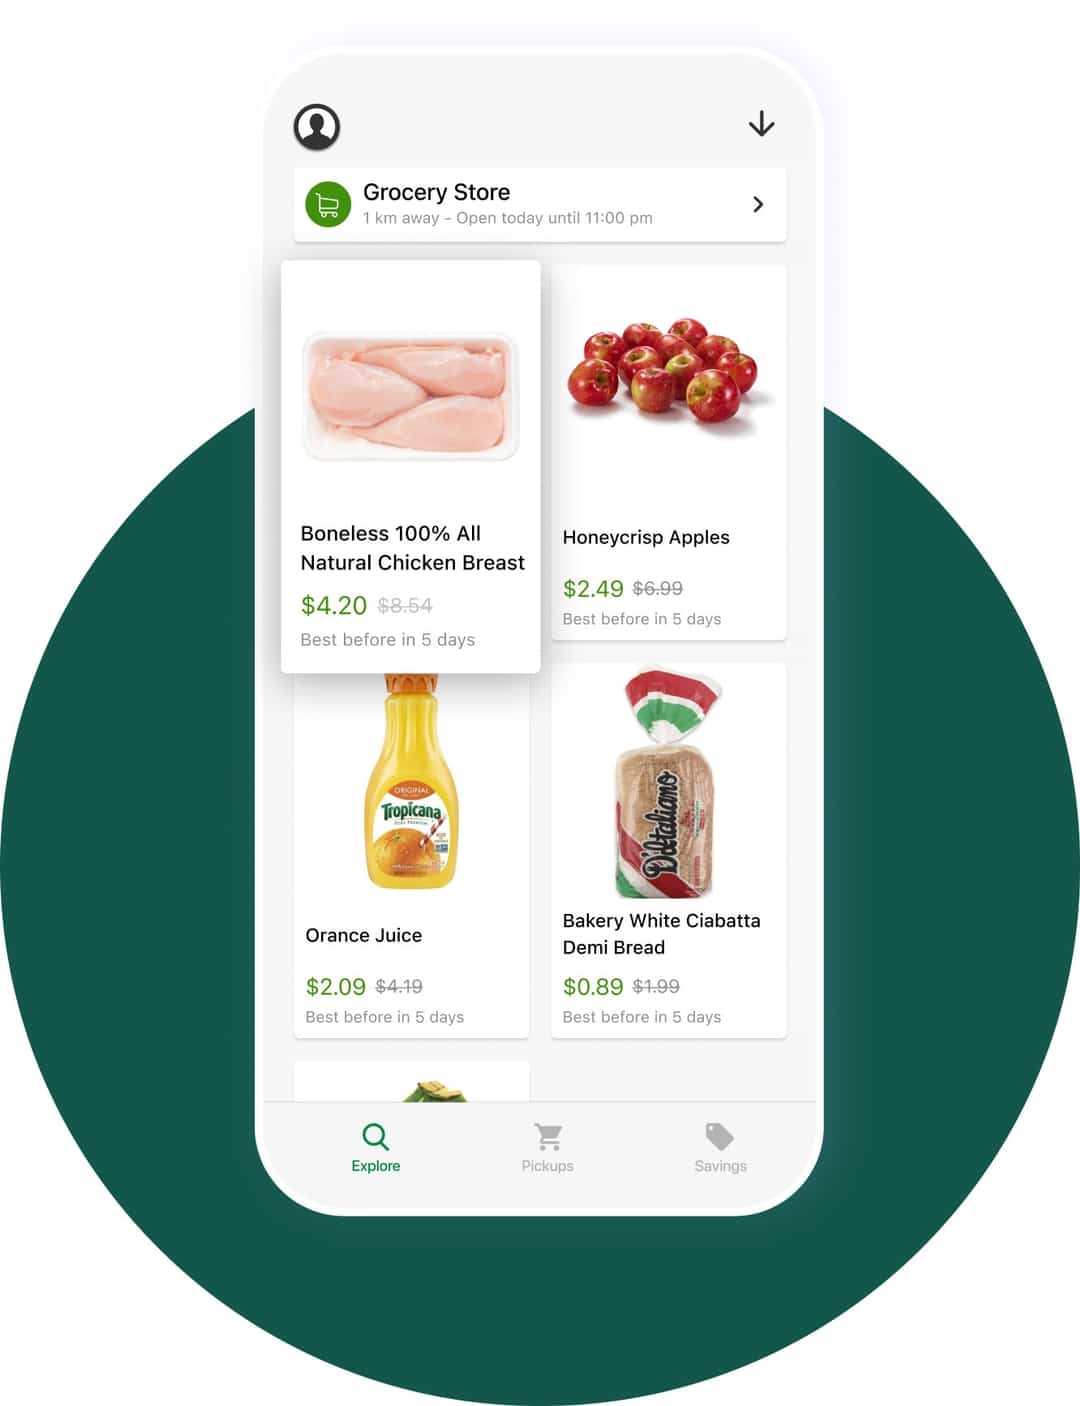 Grocery Store
1 km away - Open today until 11:00 pm
Boneless 100% All
Natural Chicken Breast
$4.20 $8.54
Best before in 5 days
Honeycrisp Apples
$2.49 $6.99
Best before in 5 days
ORIGINAL
Tropicana
PURE PREMIUM
Orance Juice
$2.09 $4.19
Best before in 5 days
D'Italiano
Bakery White Ciabatta
Demi Bread
$0.89 $1.99
Best before in 5 days
Explore
Pickups
Savings